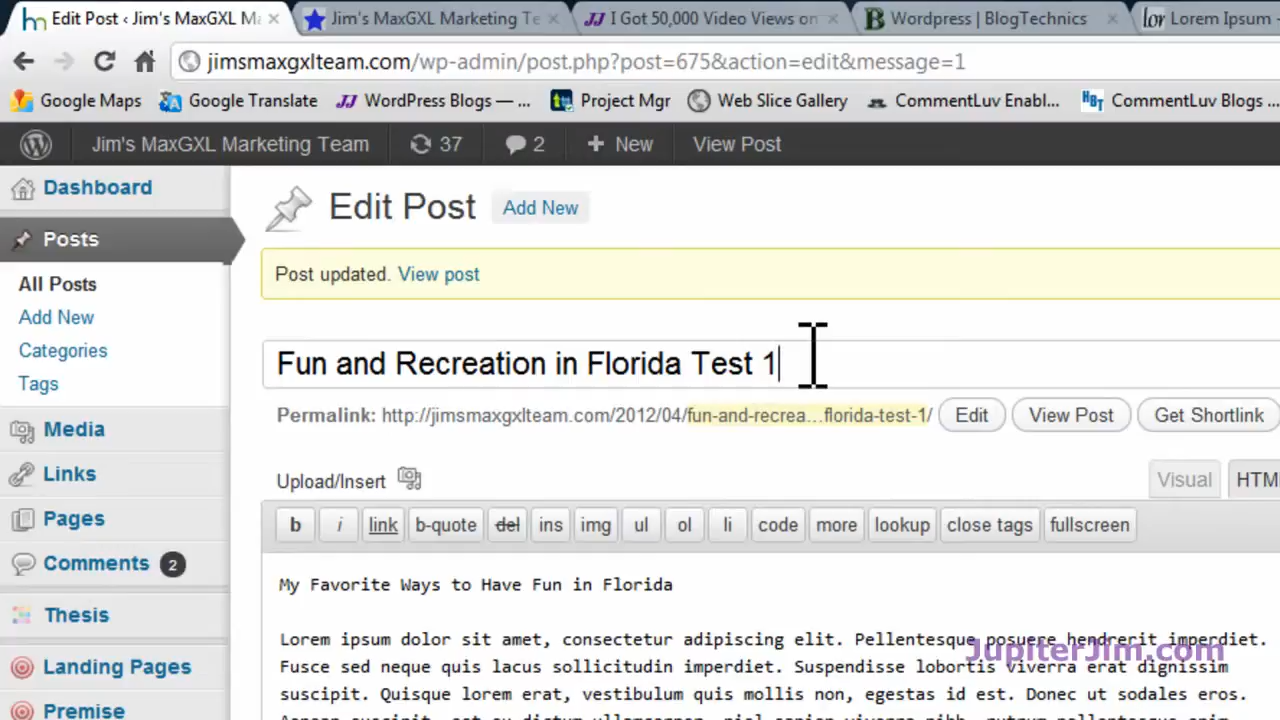 Edit Post ‹ Jim's MaxGXL M
Jim's MaxGXL Marketing Te
I Got 50,000 Video Views on
Wordpress | BlogTechnics
Lorem Ipsum
jimsmaxgxlteam.com/wp-admin/post.php?post=675&action=edit&message=1
Google Maps
Google Translate
WordPress Blogs — ...
Project Mgr
Web Slice Gallery
CommentLuv Enabl...
CommentLuv Blogs ...
Jim's MaxGXL Marketing Team
37
2
+ New
View Post
Dashboard
Posts
All Posts
Add New
Categories
Tags
Media
Links
Pages
Comments 2
Thesis
Landing Pages
Premise
Edit Post
Add New
Post updated. View post
Fun and Recreation in Florida Test 1
Permalink: http://jimsmaxgxlteam.com/2012/04/fun-and-recrea...florida-test-1/
Edit
View Post
Get Shortlink
Upload/Insert
Visual
HTM
b
i
link
b-quote
del
ins
img
ul
ol
li
code
more
lookup
close tags
fullscreen
My Favorite Ways to Have Fun in Florida
Lorem ipsum dolor sit amet, consectetur adipiscing elit. Pellentesque posuere hendrerit imperdiet.
Fusce sed neque quis lacus sollicitudin imperdiet. Suspendisse lobortis viverra erat dignissim
suscipit. Quisque lorem erat, vestibulum quis mollis non, egestas id est. Donec ut sodales eros.
JupiterJim.com